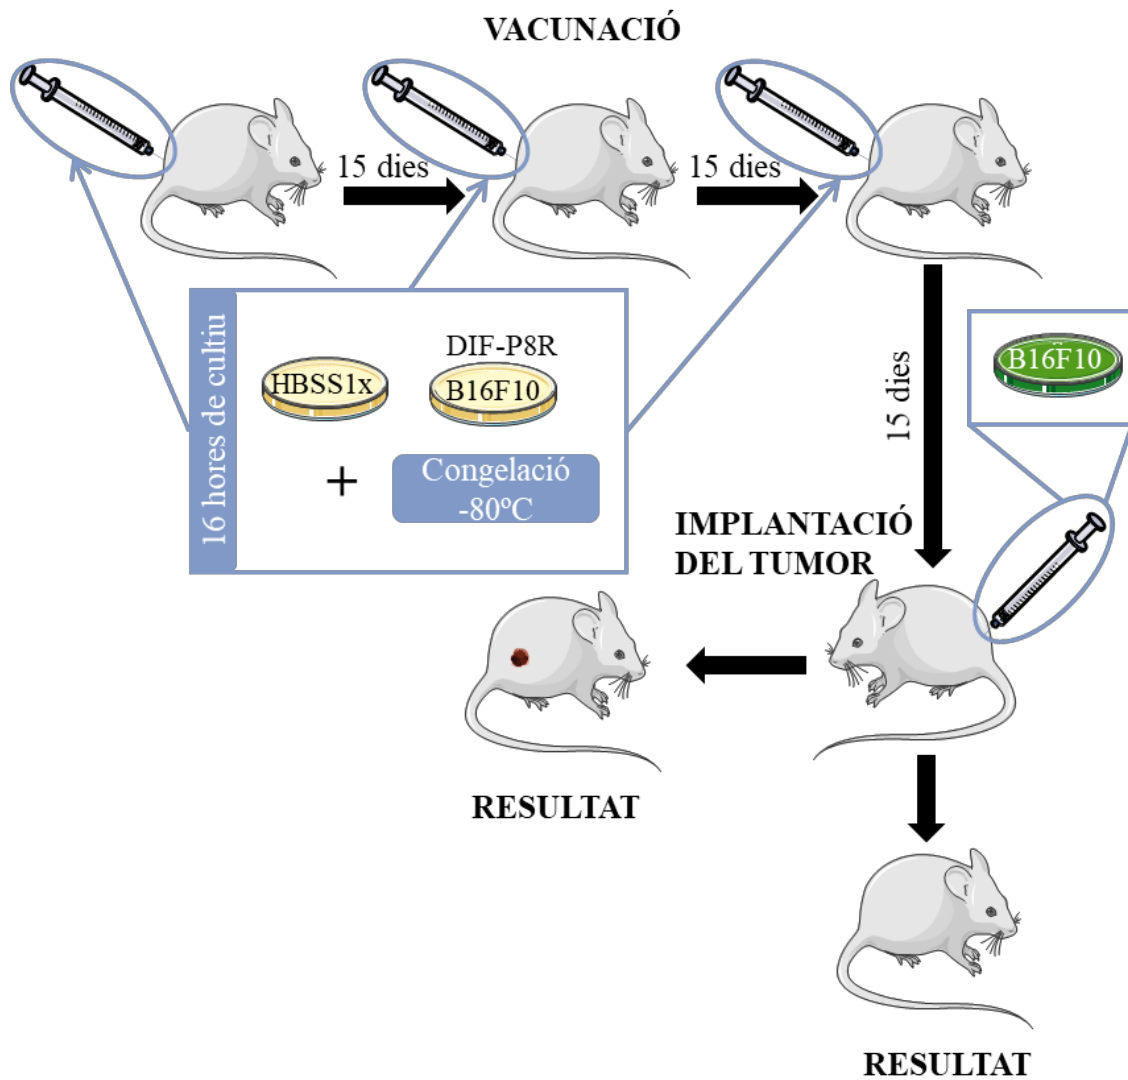 VACUNACIÓ
15 dies
15 dies
16 hores de cultiu
HBSS1x
DIF-P8R
B16F10
+
Congelació
-80ºC
15 dies
B16F10
IMPLANTACIÓ
DEL TUMOR
RESULTAT
RESULTAT